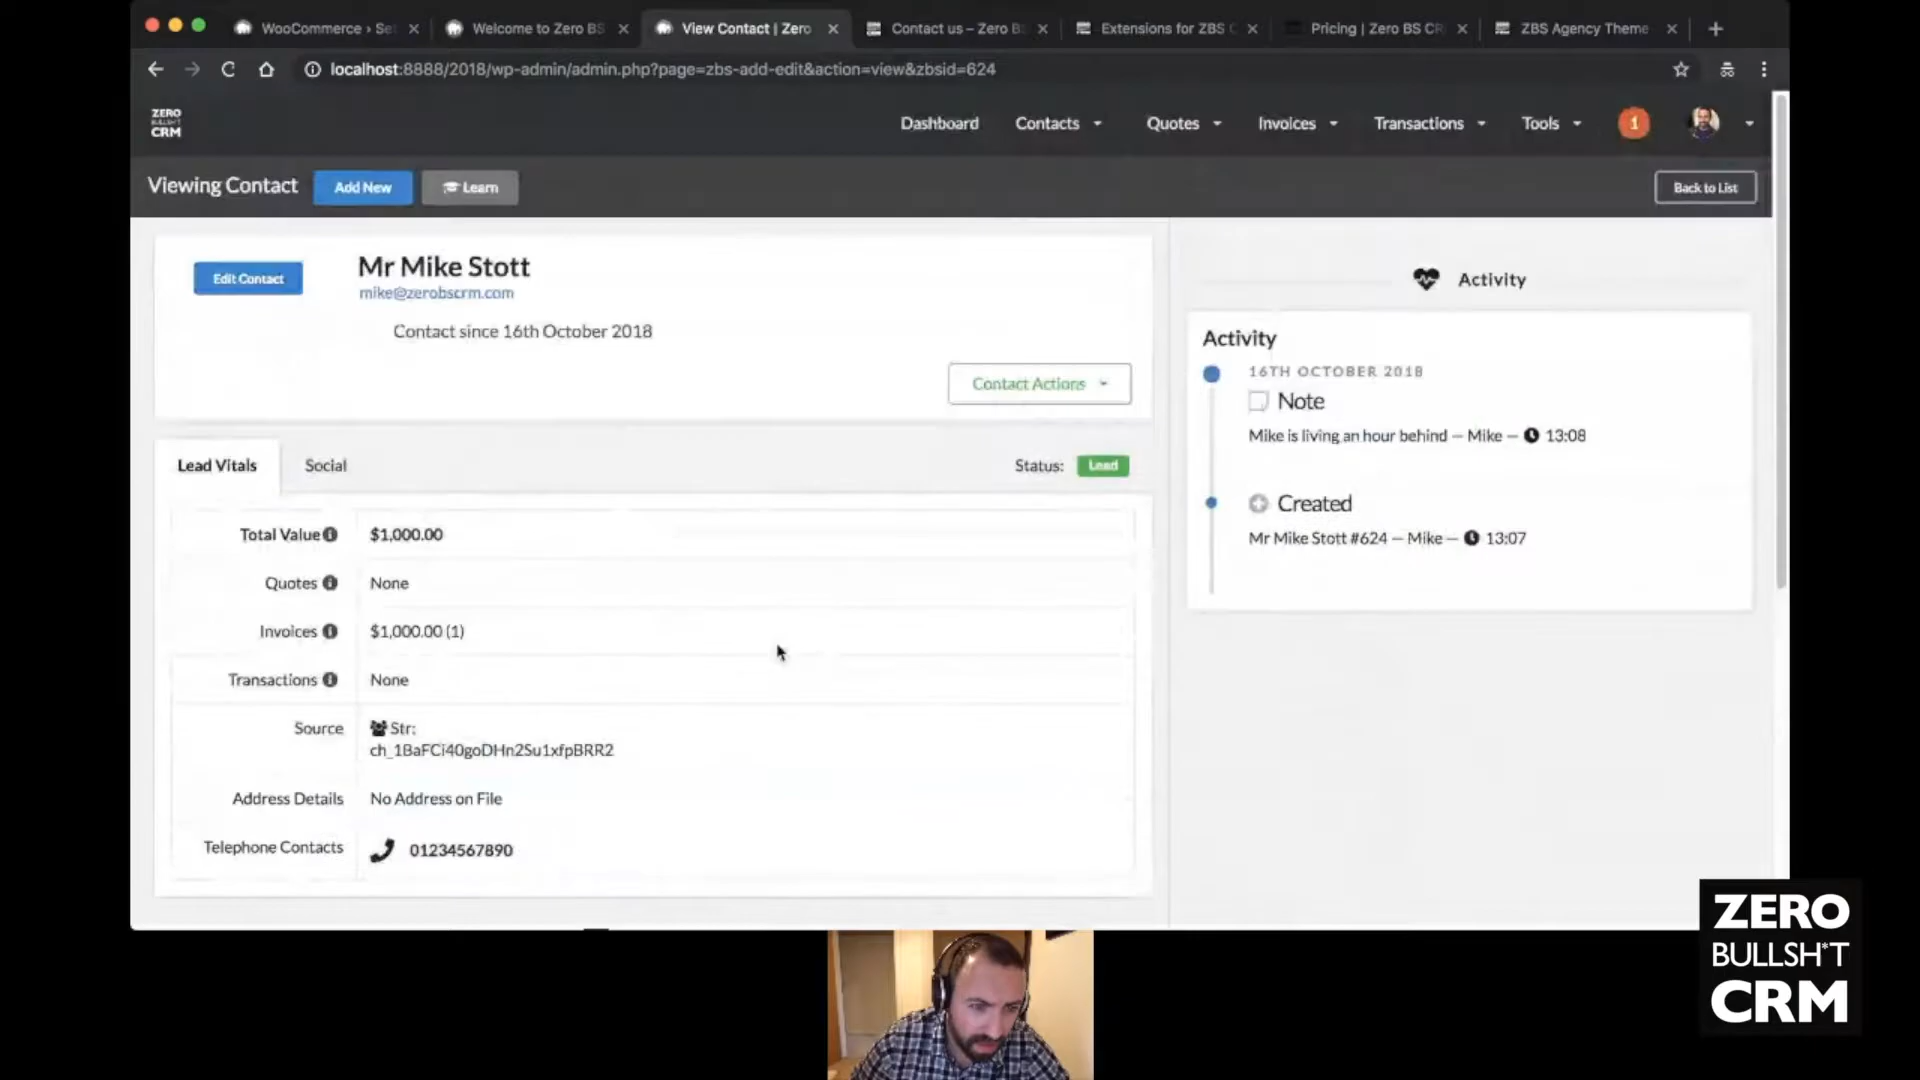 WooCommerce › Se
Welcome to Zero BS
View Contact | Zero
Contact us – Zero B
Extensions for ZBS C
Pricing | Zero BS CR
ZBS Agency Theme
localhost:8888/2018/wp-admin/admin.php?page=zbs-add-edit&action=view&zbsid=624
ZERO
BULLSH*T
CRM
Dashboard
Contacts
Quotes
Invoices
Transactions
Tools
1
Viewing Contact
Add New
Learn
Back to List
Edit Contact
Mr Mike Stott
mike@zerobscrm.com
Contact since 16th October 2018
Contact Actions
Lead Vitals
Social
Status:
Lead
Total Value
$1,000.00
Quotes
None
Invoices
$1,000.00 (1)
Transactions
None
Source
Str:
ch_1BaFCi40goDHn2Su1xfpBRR2
Address Details
No Address on File
Telephone Contacts
01234567890
Activity
Activity
16TH OCTOBER 2018
Note
Mike is living an hour behind — Mike — 13:08
Created
Mr Mike Stott #624 — Mike — 13:07
ZERO
BULLSH*T
CRM